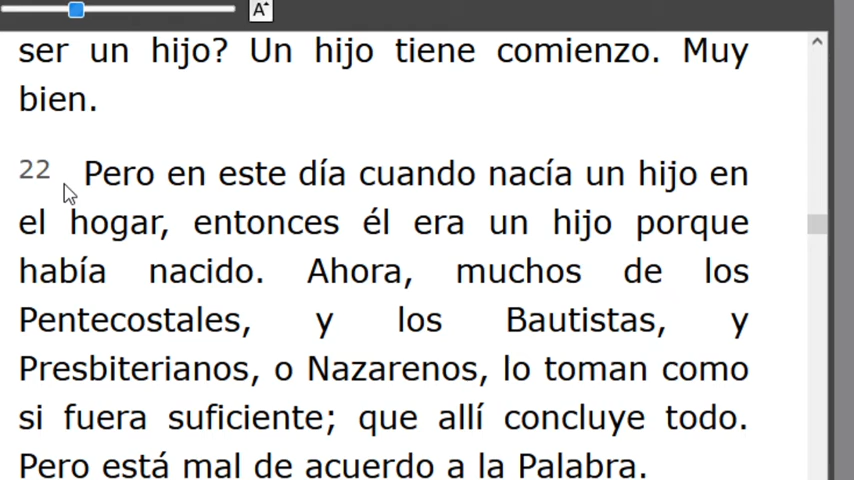 A
ser un hijo? Un hijo tiene comienzo. Muy
bien.
22 Pero en este día cuando nacía un hijo en
el hogar, entonces él era un hijo porque
había nacido. Ahora, muchos de los
Pentecostales, y los Bautistas, y
Presbiterianos, o Nazarenos, lo toman como
si fuera suficiente; que allí concluye todo.
Pero está mal de acuerdo a la Palabra.